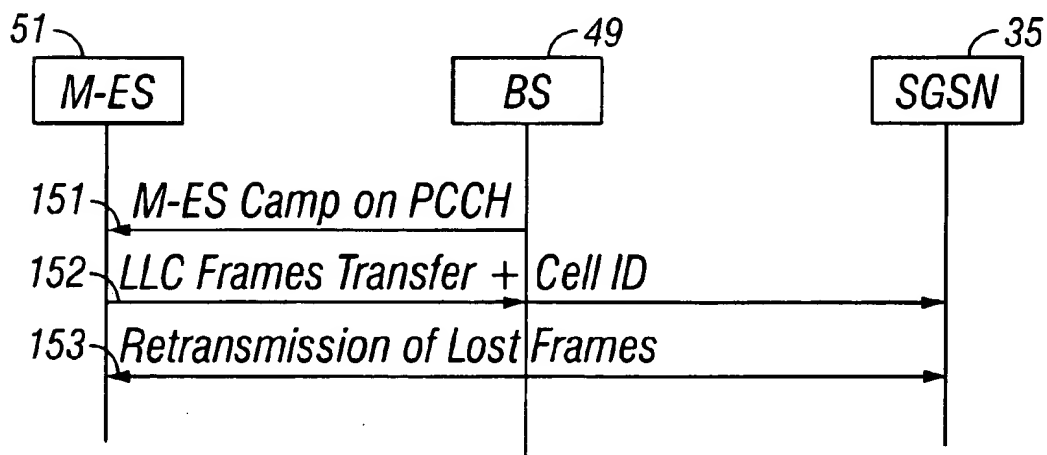 51 49 35
M-ES BS SGSN
151 M-ES Camp on PCCH
152 LLC Frames Transfer + Cell ID
153 Retransmission of Lost Frames